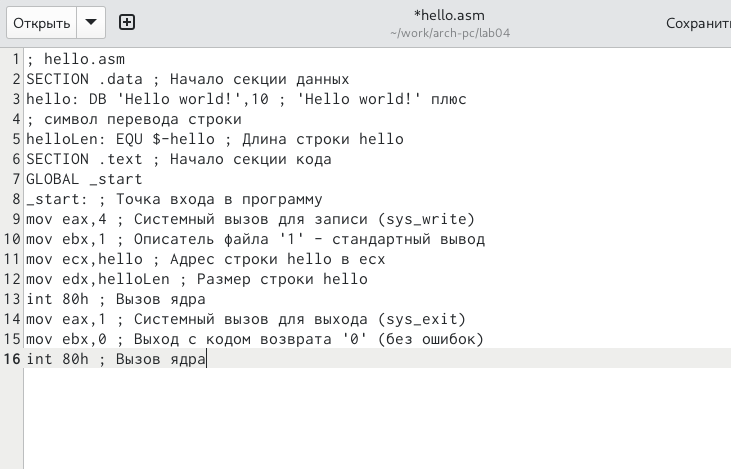 Открыть
*hello.asm
~/work/arch-pc/lab04
Сохранить
1 ; hello.asm
2 SECTION .data ; Начало секции данных
3 hello: DB 'Hello world!',10 ; 'Hello world!' плюс
4 ; символ перевода строки
5 helloLen: EQU $-hello ; Длина строки hello
6 SECTION .text ; Начало секции кода
7 GLOBAL _start
8 _start: ; Точка входа в программу
9 mov eax,4 ; Системный вызов для записи (sys_write)
10 mov ebx,1 ; Описатель файла '1' - стандартный вывод
11 mov ecx,hello ; Адрес строки hello в ecx
12 mov edx,helloLen ; Размер строки hello
13 int 80h ; Вызов ядра
14 mov eax,1 ; Системный вызов для выхода (sys_exit)
15 mov ebx,0 ; Выход с кодом возврата '0' (без ошибок)
16 int 80h ; Вызов ядра